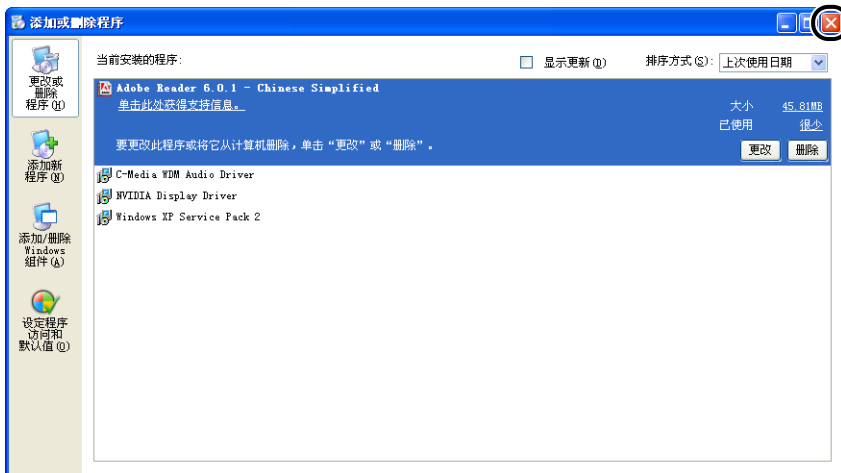 添加或删除程序
更改或
删除
程序(H)
添加新
程序(N)
添加/删除
Windows
组件(A)
设定程序
访问和
默认值(O)
当前安装的程序:
显示更新(D)
排序方式(S): 上次使用日期
Adobe Reader 6.0.1 - Chinese Simplified
单击此处获得支持信息。
大小 45.81MB
已使用 很少
要更改此程序或将它从计算机删除，单击“更改”或“删除”。
更改 删除
C-Media WDM Audio Driver
NVIDIA Display Driver
Windows XP Service Pack 2